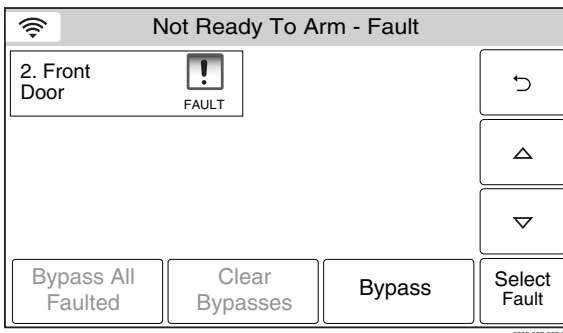 Not Ready To Arm - Fault
2. Front
Door
FAULT
Bypass All
Faulted
Clear
Bypasses
Bypass
Select
Fault